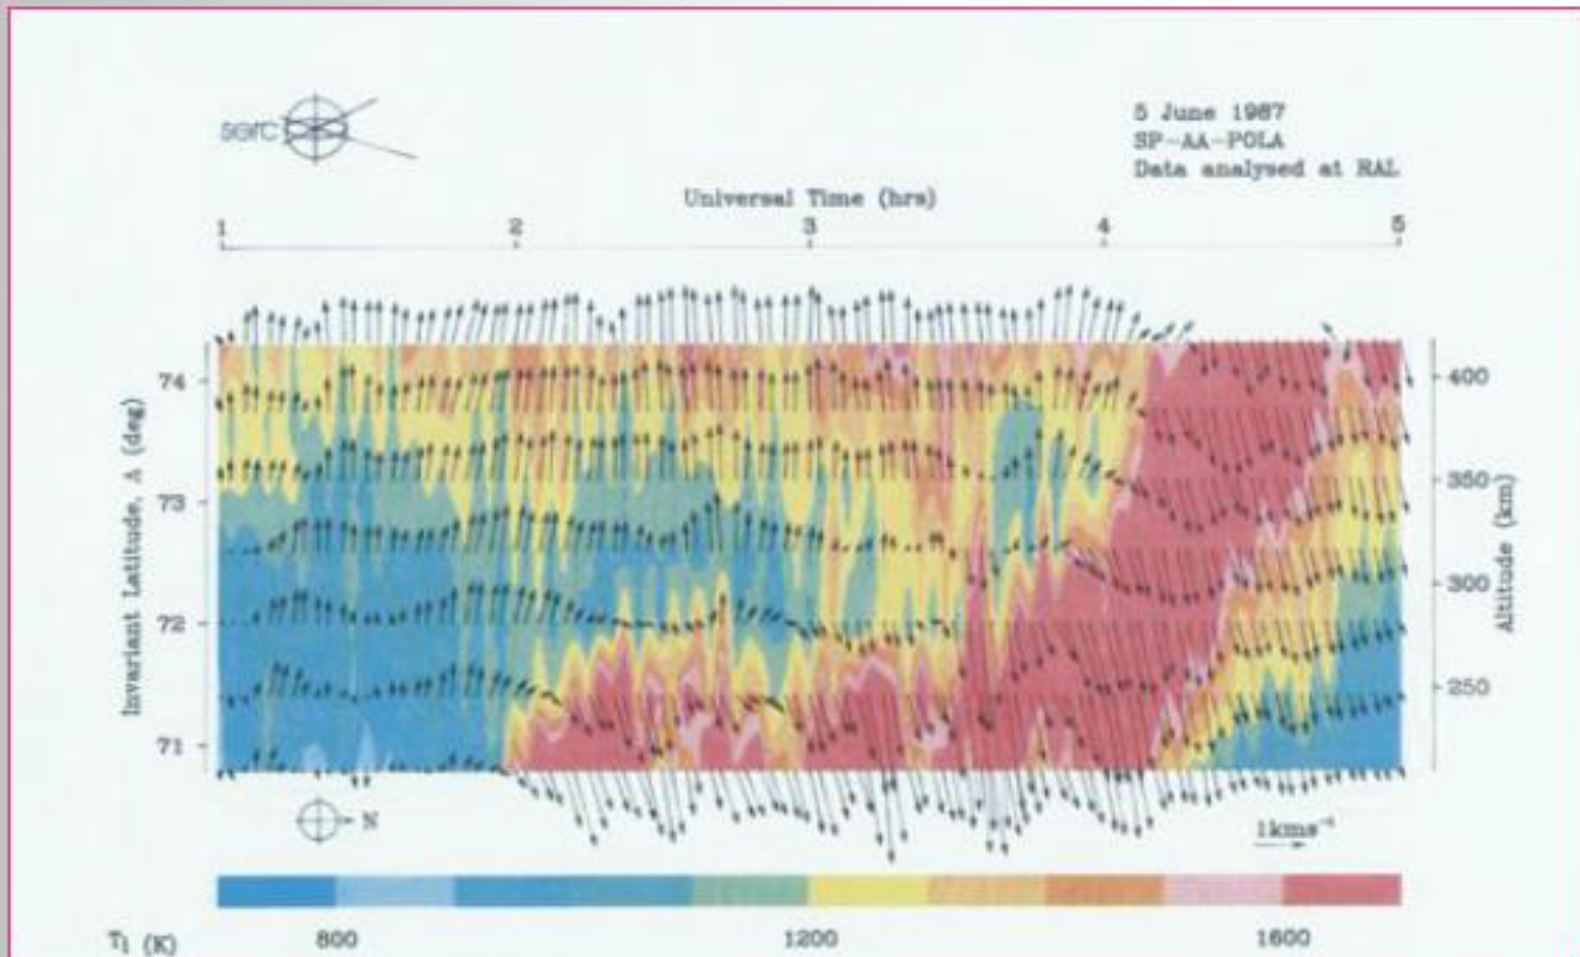 serc
5 June 1987
SP-AA-POLA
Data analysed at RAL
Universal Time (hrs)
1 2 3 4 5
Invariant Latitude, Λ (deg)
74
73
72
71
400
350
300
250
Altitude (km)
N
1kms⁻¹
Ti (K) 800 1200 1600